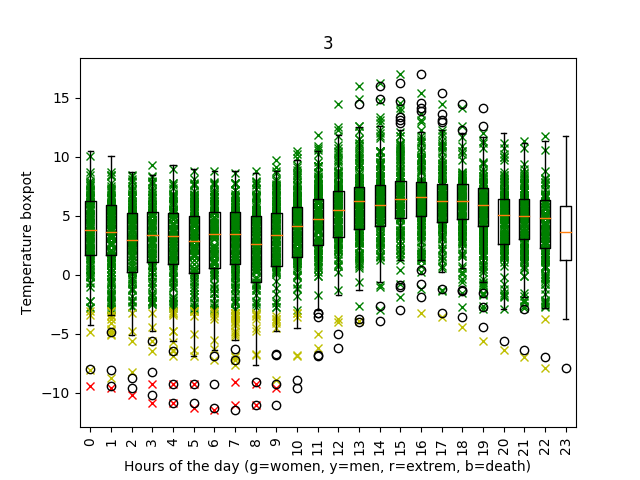 3
Temperature boxpot
15
10
5
0
−5
−10
0 1 2 3 4 5 6 7 8 9 10 11 12 13 14 15 16 17 18 19 20 21 22 23
Hours of the day (g=women, y=men, r=extrem, b=death)